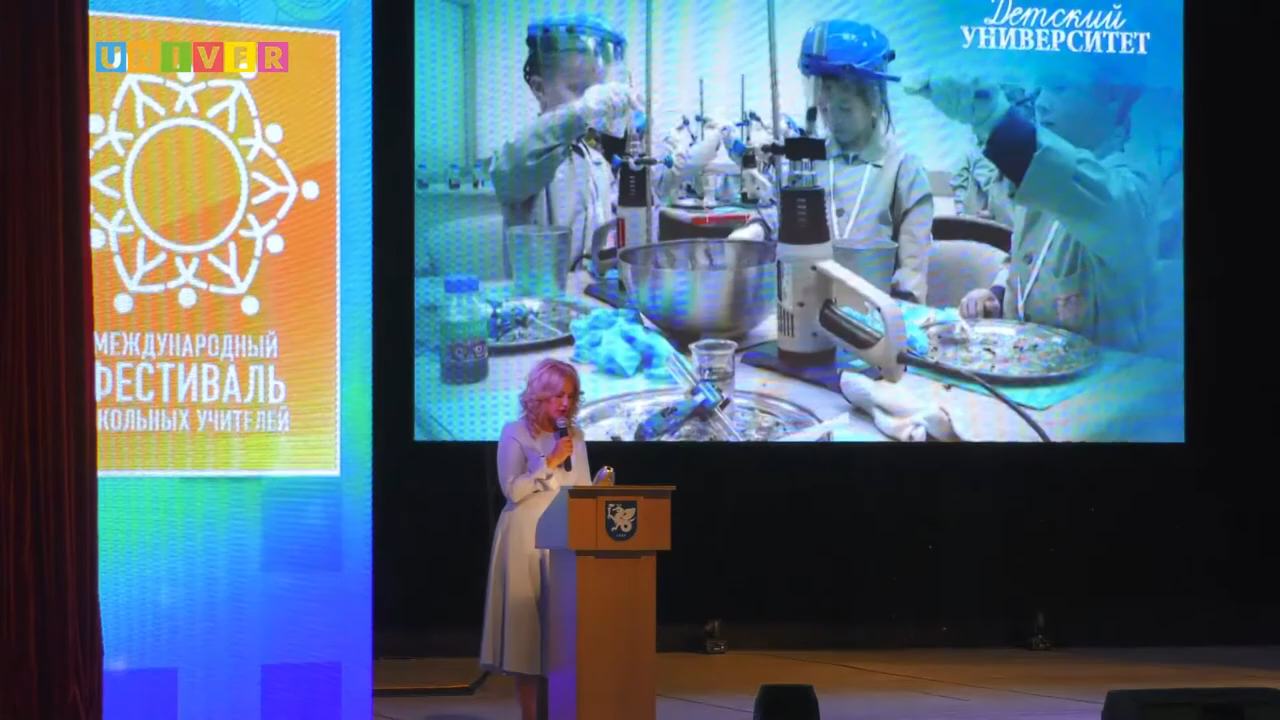 UNIVER
МЕЖДУНАРОДНЫЙ
ФЕСТИВАЛЬ
КОЛЬНЫХ УЧИТЕЛЕЙ
Детский
УНИВЕРСИТЕТ